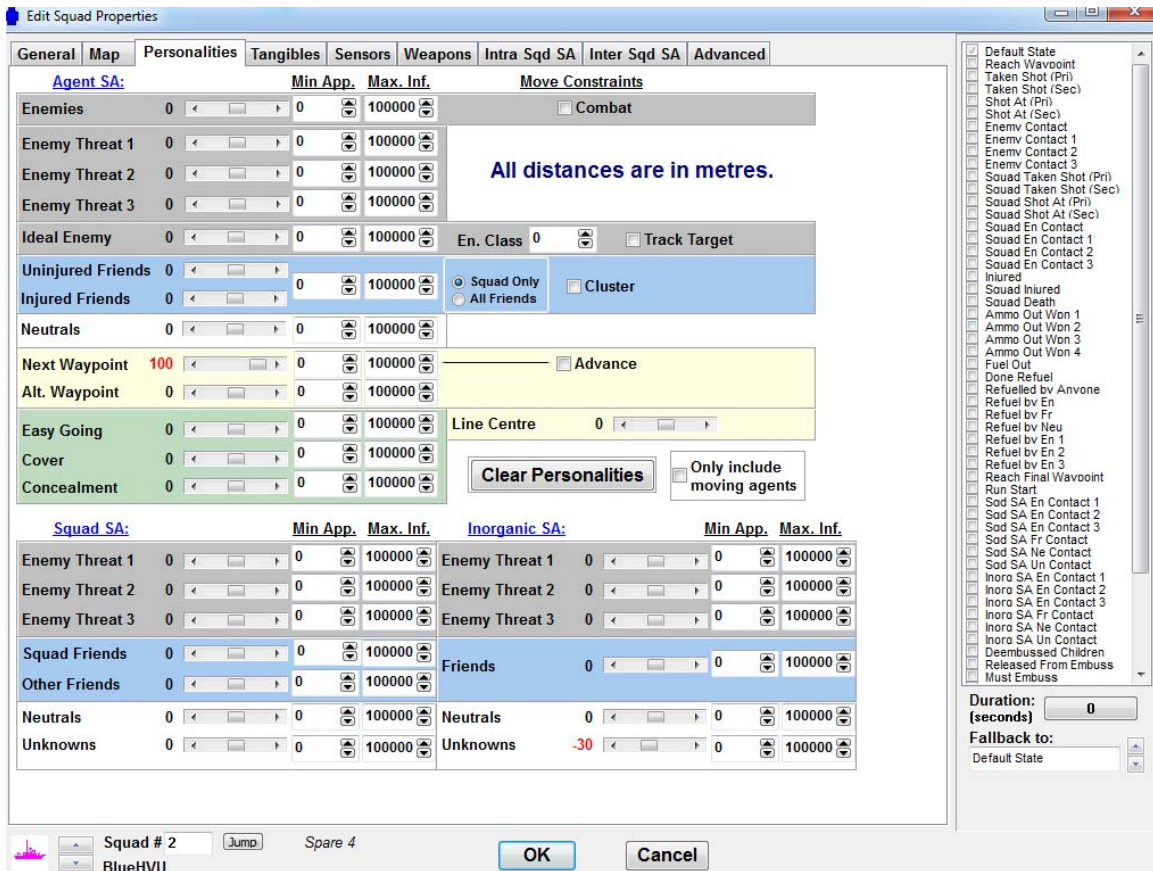 Edit Squad Properties
General Map Personalities Tangibles Sensors Weapons Intra Sqd SA Inter Sqd SA Advanced
Agent SA: Min App. Max. Inf. Move Constraints
Enemies 0 0 100000 Combat
Enemy Threat 1 0 0 100000
All distances are in metres.
Enemy Threat 2 0 0 100000
Enemy Threat 3 0 0 100000
Ideal Enemy 0 0 100000 En. Class 0 Track Target
Uninjured Friends 0
0 100000 Squad Only Cluster
Injured Friends 0 All Friends
Neutrals 0 0 100000
Next Waypoint 100 0 100000 Advance
Alt. Waypoint 0 0 100000
Easy Going 0 0 100000 Line Centre 0
Cover 0 0 100000
Clear Personalities
Only include
moving agents
Concealment 0 0 100000
Squad SA: Min App. Max. Inf. Inorganic SA: Min App. Max. Inf.
Enemy Threat 1 0 0 100000 Enemy Threat 1 0 0 100000
Enemy Threat 2 0 0 100000 Enemy Threat 2 0 0 100000
Enemy Threat 3 0 0 100000 Enemy Threat 3 0 0 100000
Squad Friends 0 0 100000
Friends 0 0 100000
Other Friends 0 0 100000
Neutrals 0 0 100000 Neutrals 0 0 100000
Unknowns 0 0 100000 Unknowns -30 0 100000
Default State
Reach Waypoint
Taken Shot (Pri)
Taken Shot (Sec)
Shot At (Pri)
Shot At (Sec)
Enemy Contact
Enemy Contact 1
Enemy Contact 2
Enemy Contact 3
Squad Taken Shot (Pri)
Squad Taken Shot (Sec)
Squad Shot At (Pri)
Squad Shot At (Sec)
Squad En Contact
Squad En Contact 1
Squad En Contact 2
Squad En Contact 3
Injured
Squad Injured
Squad Death
Ammo Out Wpn 1
Ammo Out Wpn 2
Ammo Out Wpn 3
Ammo Out Wpn 4
Fuel Out
Done Refuel
Refuelled by Anyone
Refuel by En
Refuel by Fr
Refuel by Neu
Refuel by En 1
Refuel by En 2
Refuel by En 3
Reach Final Waypoint
Run Start
Sqd SA En Contact 1
Sqd SA En Contact 2
Sqd SA En Contact 3
Sqd SA Fr Contact
Sqd SA Ne Contact
Sqd SA Un Contact
Inorg SA En Contact 1
Inorg SA En Contact 2
Inorg SA En Contact 3
Inorg SA Fr Contact
Inorg SA Ne Contact
Inorg SA Un Contact
Deembussed Children
Released From Embuss
Must Embuss
Duration:
(seconds) 0
Fallback to:
Default State
Squad # 2 Jump Spare 4
BlueHVU
OK Cancel